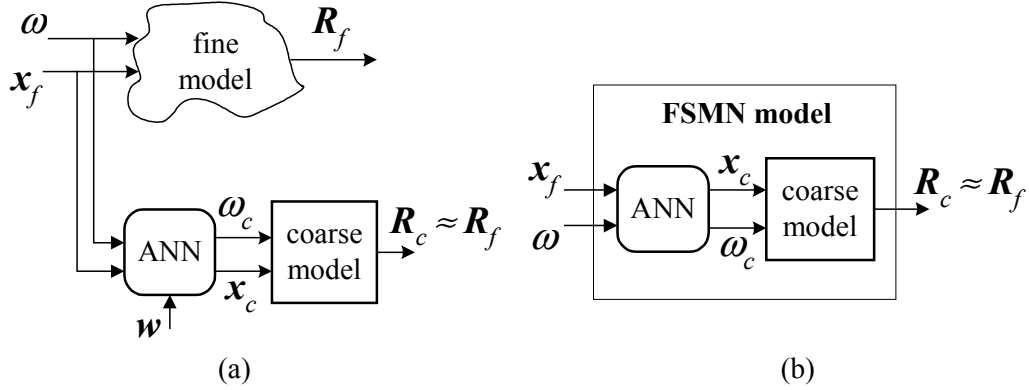 ω
x_f
fine
model
R_f
ANN
w
ω_c
x_c
coarse
model
R_c ≈ R_f
(a)
FSMN model
x_f
ω
ANN
x_c
ω_c
coarse
model
R_c ≈ R_f
(b)